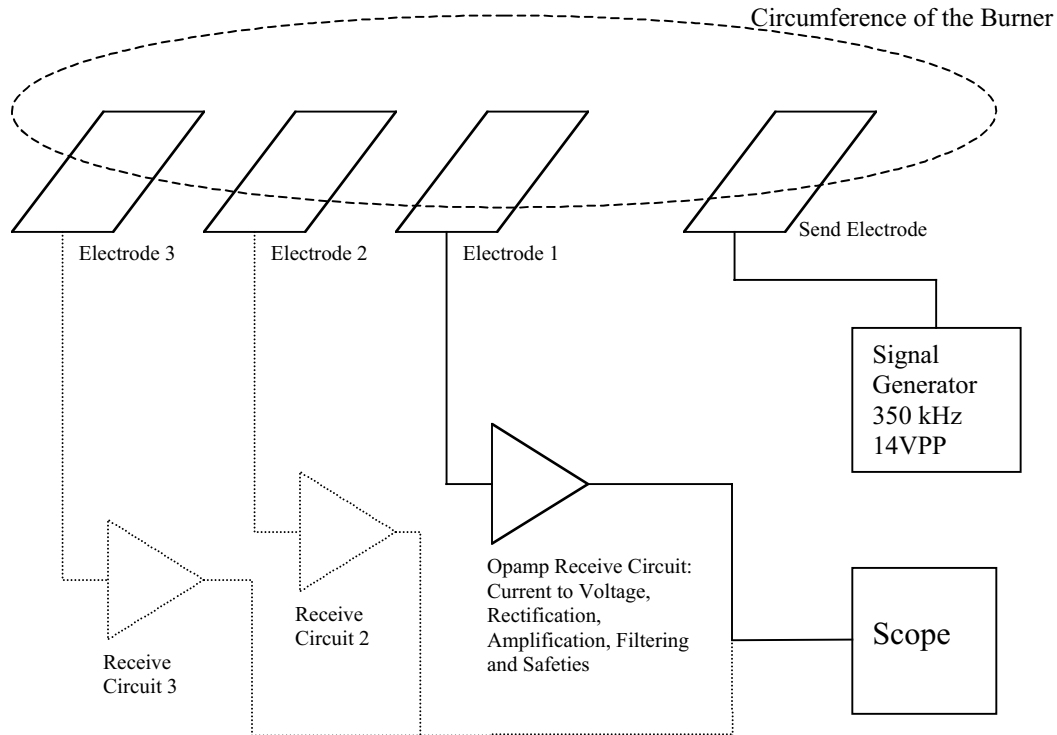 Circumference of the Burner
Electrode 3
Electrode 2
Electrode 1
Send Electrode
Signal
Generator
350 kHz
14VPP
Opamp Receive Circuit:
Current to Voltage,
Rectification,
Amplification, Filtering
and Safeties
Receive
Circuit 2
Receive
Circuit 3
Scope